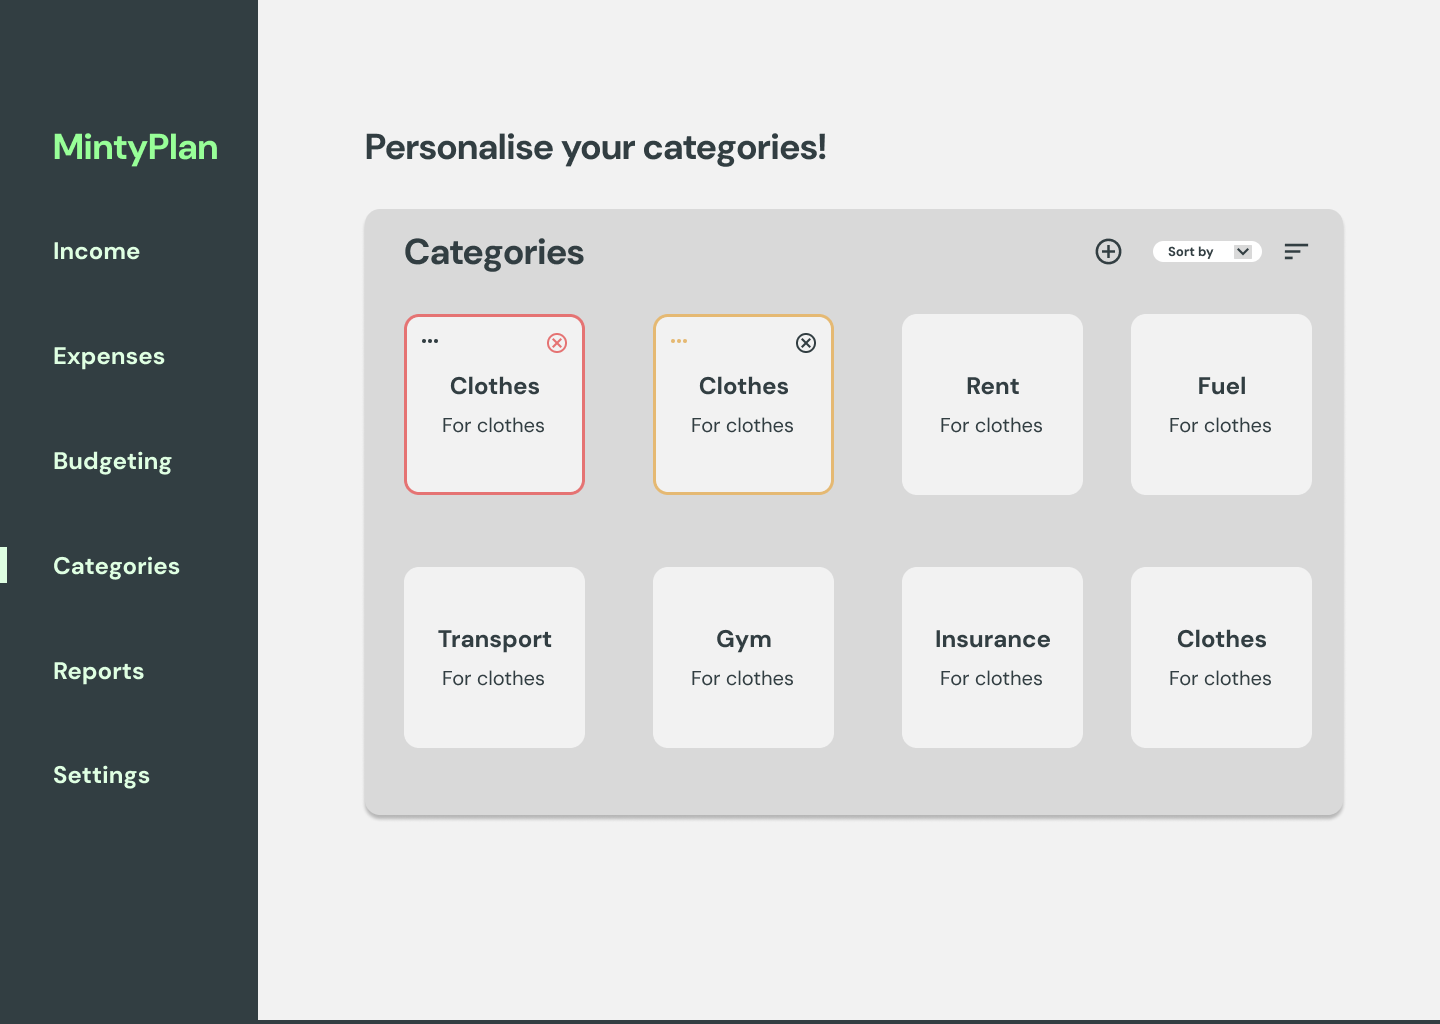 MintyPlan
Income
Expenses
Budgeting
Categories
Reports
Settings
Personalise your categories!
Categories
Sort by
Clothes
For clothes
Clothes
For clothes
Rent
For clothes
Fuel
For clothes
Transport
For clothes
Gym
For clothes
Insurance
For clothes
Clothes
For clothes